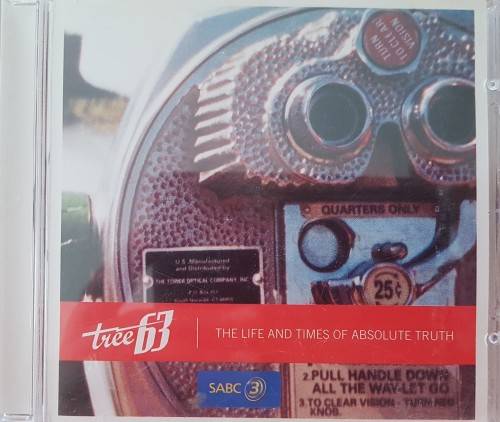 TURN
TO CLEAR
VISION
QUARTERS ONLY
25¢
U.S. Manufactured
and Distributed by
THE TOWER OPTICAL COMPANY, INC.
tree63
THE LIFE AND TIMES OF ABSOLUTE TRUTH
2. PULL HANDLE DOWN
ALL THE WAY-LET GO
3. TO CLEAR VISION - TURN RED
KNOB.
SABC 3